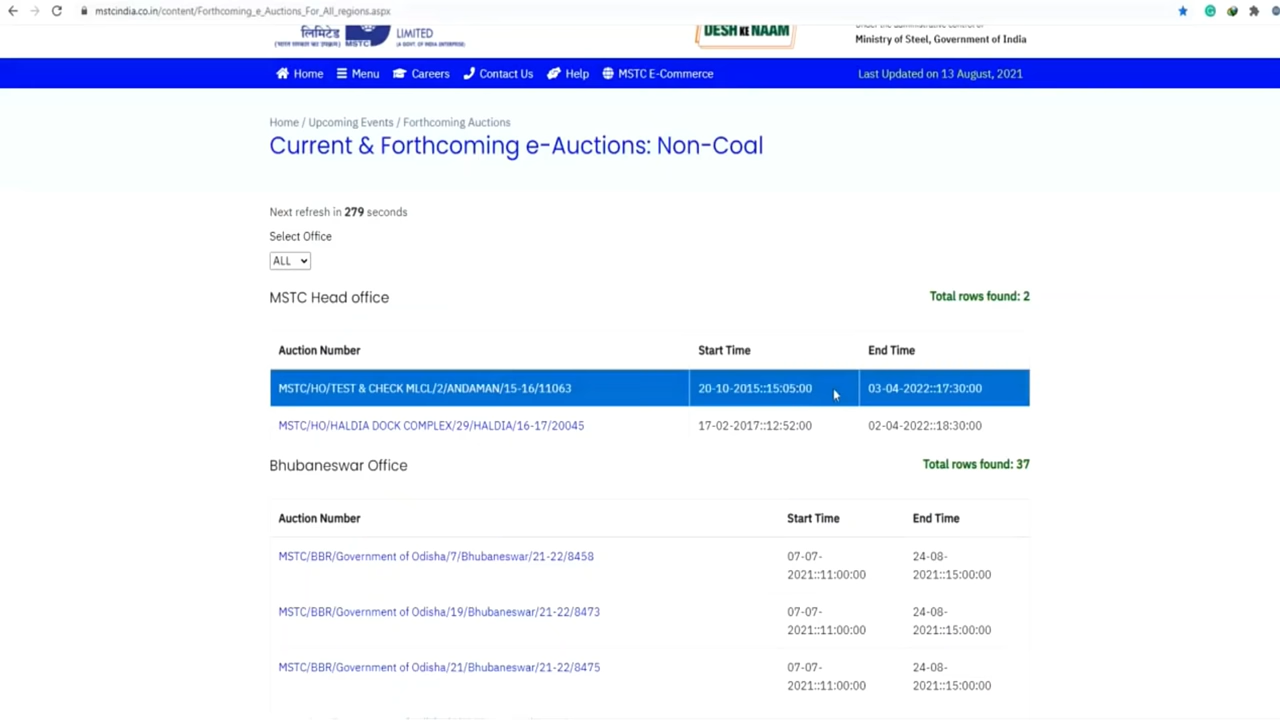 mstcindia.co.in/content/Forthcoming_e_Auctions_For_All_regions.aspx
लिमिटेड
LIMITED
MSTC
(A GOVT. OF INDIA ENTERPRISE)
DESH KE NAAM
Ministry of Steel, Government of India
Home Menu Careers Contact Us Help MSTC E-Commerce Last Updated on 13 August, 2021
Home / Upcoming Events / Forthcoming Auctions
Current & Forthcoming e-Auctions: Non-Coal
Next refresh in 279 seconds
Select Office
ALL
MSTC Head office Total rows found: 2
Auction Number Start Time End Time
MSTC/HO/TEST & CHECK MLCL/2/ANDAMAN/15-16/11063 20-10-2015::15:05:00 03-04-2022::17:30:00
MSTC/HO/HALDIA DOCK COMPLEX/29/HALDIA/16-17/20045 17-02-2017::12:52:00 02-04-2022::18:30:00
Bhubaneswar Office Total rows found: 37
Auction Number Start Time End Time
MSTC/BBR/Government of Odisha/7/Bhubaneswar/21-22/8458 07-07- 24-08-
2021::11:00:00 2021::15:00:00
MSTC/BBR/Government of Odisha/19/Bhubaneswar/21-22/8473 07-07- 24-08-
2021::11:00:00 2021::15:00:00
MSTC/BBR/Government of Odisha/21/Bhubaneswar/21-22/8475 07-07- 24-08-
2021::11:00:00 2021::15:00:00